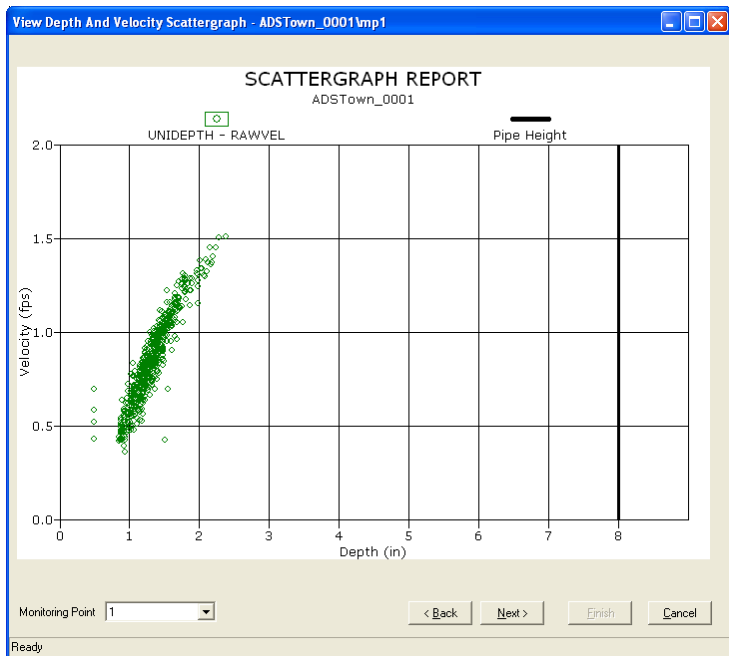 View Depth And Velocity Scattergraph - ADSTown_0001\mp1
SCATTERGRAPH REPORT
ADSTown_0001
UNIDEPTH - RAWVEL
Pipe Height
2.0
1.5
1.0
0.5
0.0
Velocity (fps)
0 1 2 3 4 5 6 7 8
Depth (in)
Monitoring Point 1 < Back Next > Finish Cancel
Ready